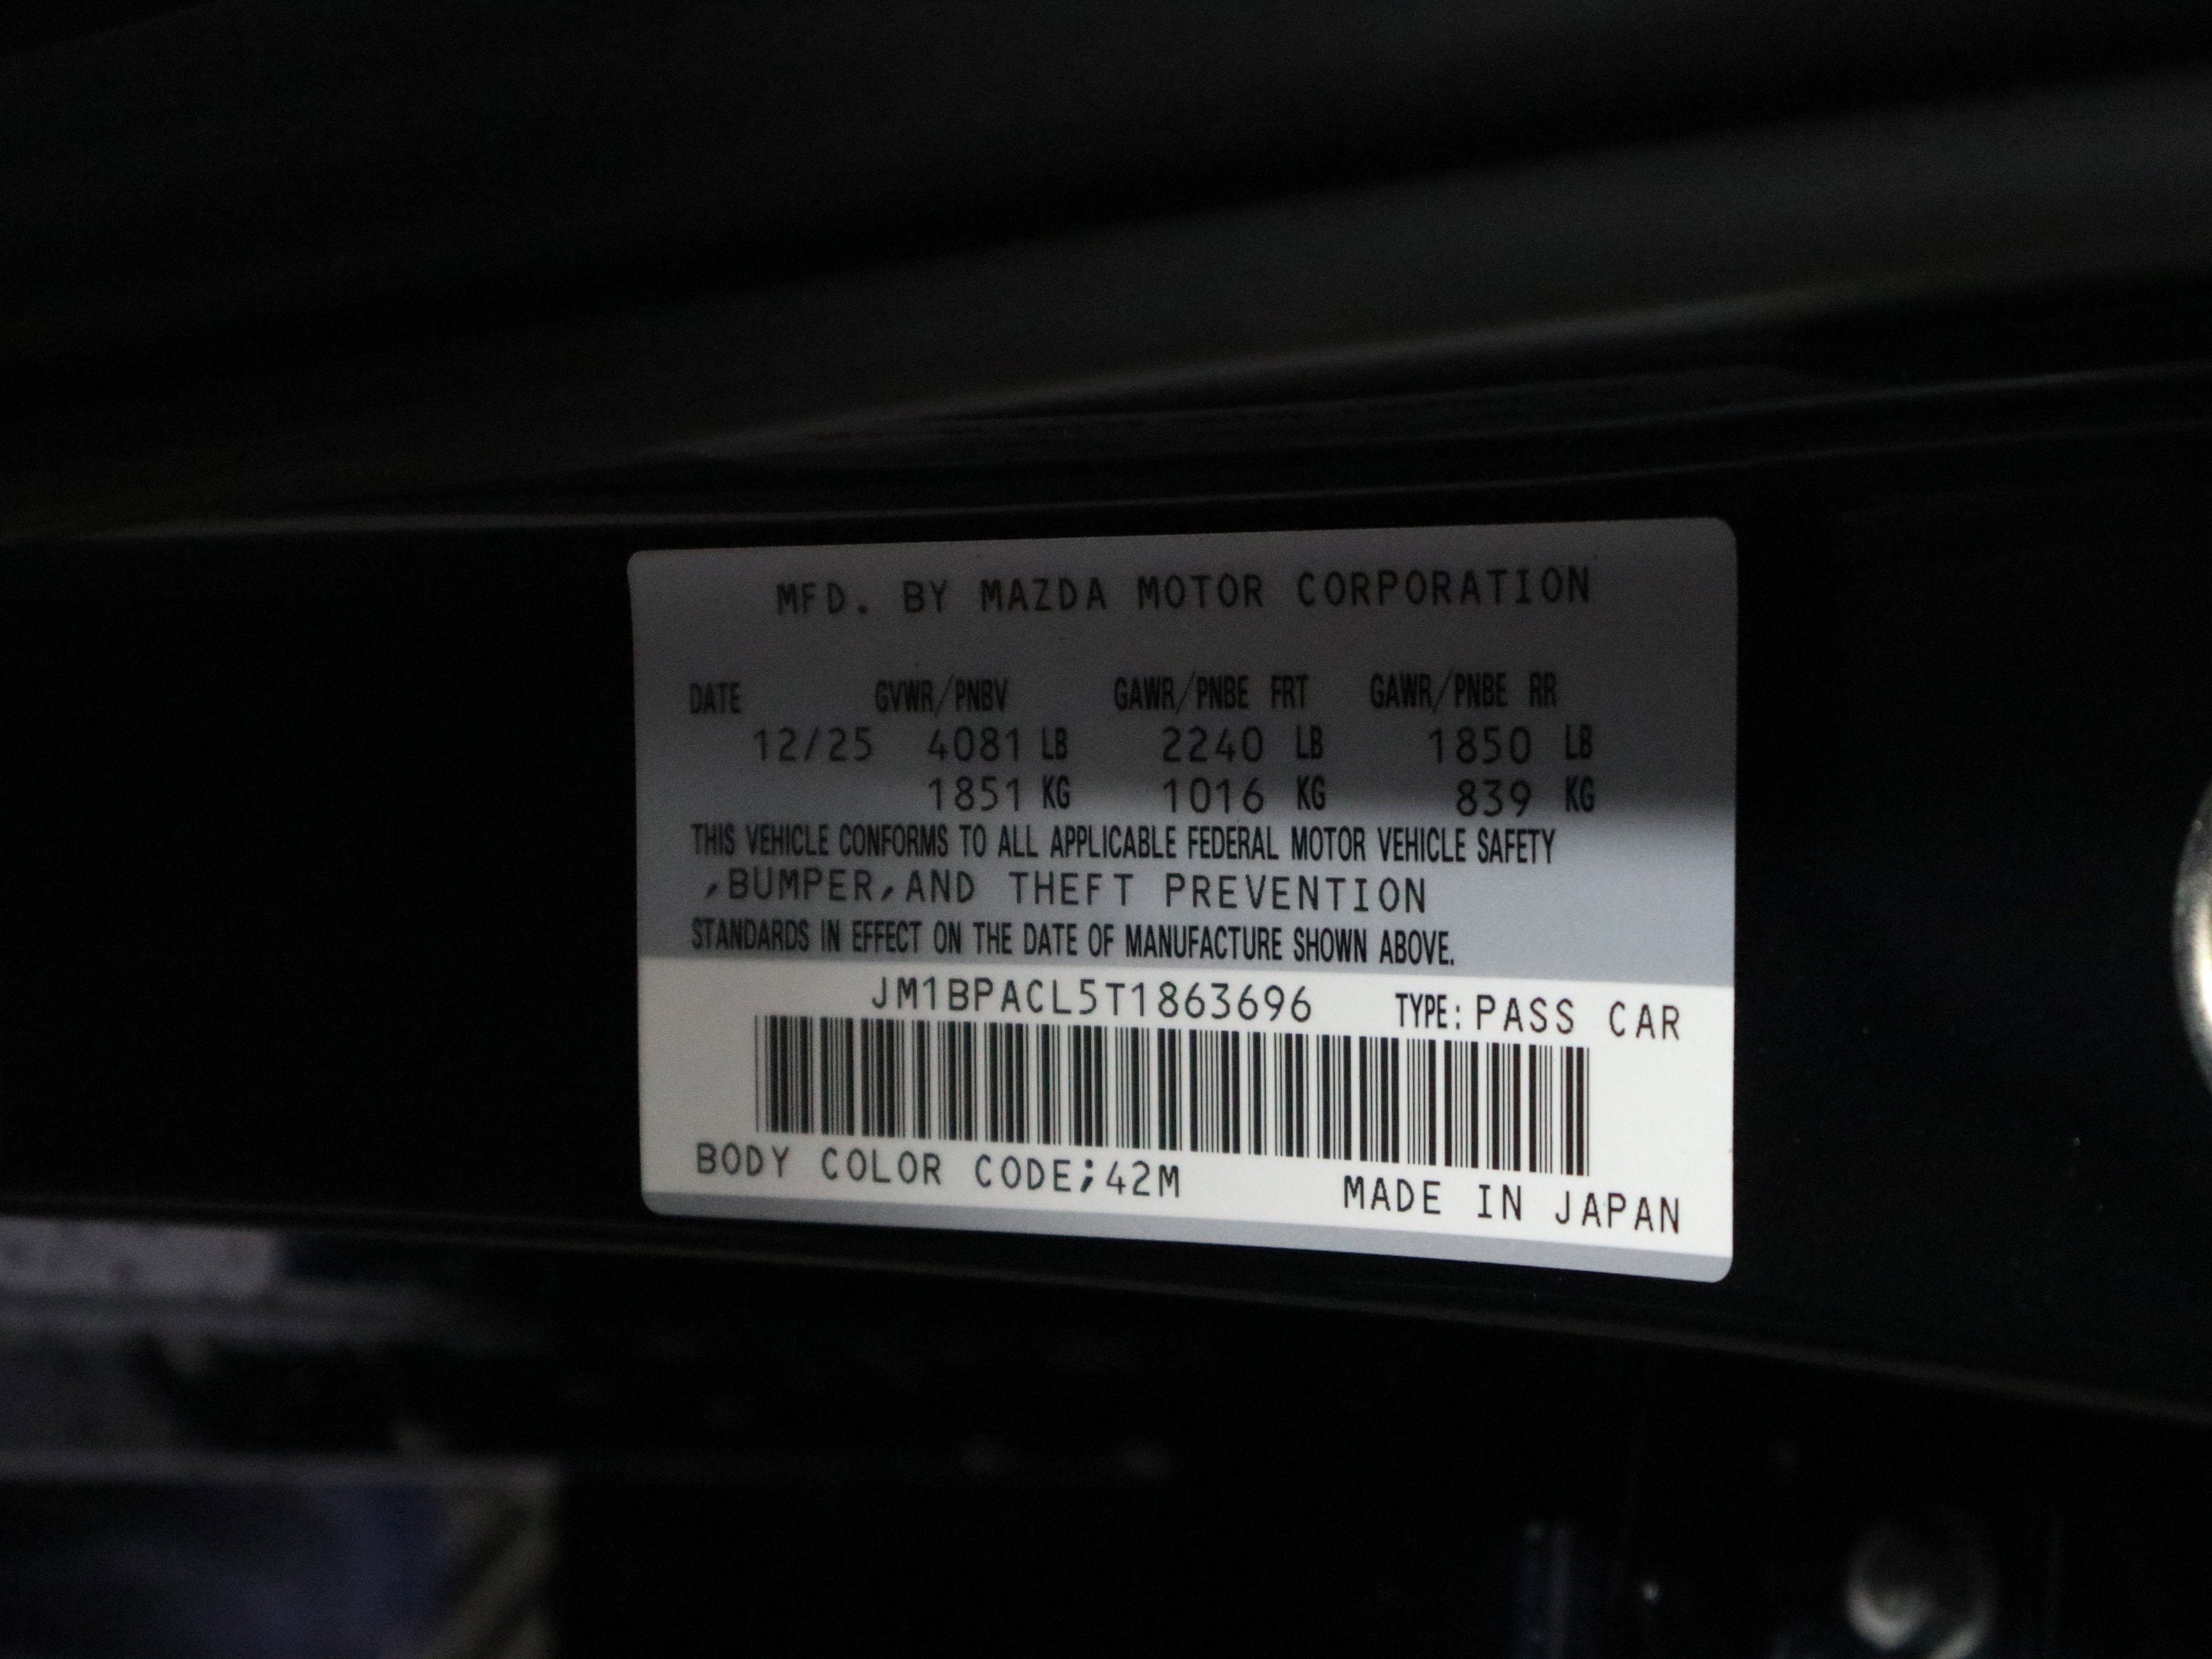 MFD. BY MAZDA MOTOR CORPORATION
DATE GVWR/PNBV GAWR/PNBE FRT GAWR/PNBE RR
12/25 4081 LB 2240 LB 1850 LB
1851 KG 1016 KG 839 KG
THIS VEHICLE CONFORMS TO ALL APPLICABLE FEDERAL MOTOR VEHICLE SAFETY
,BUMPER,AND THEFT PREVENTION
STANDARDS IN EFFECT ON THE DATE OF MANUFACTURE SHOWN ABOVE.
JM1BPACL5T1863696 TYPE: PASS CAR
BODY COLOR CODE;42M MADE IN JAPAN